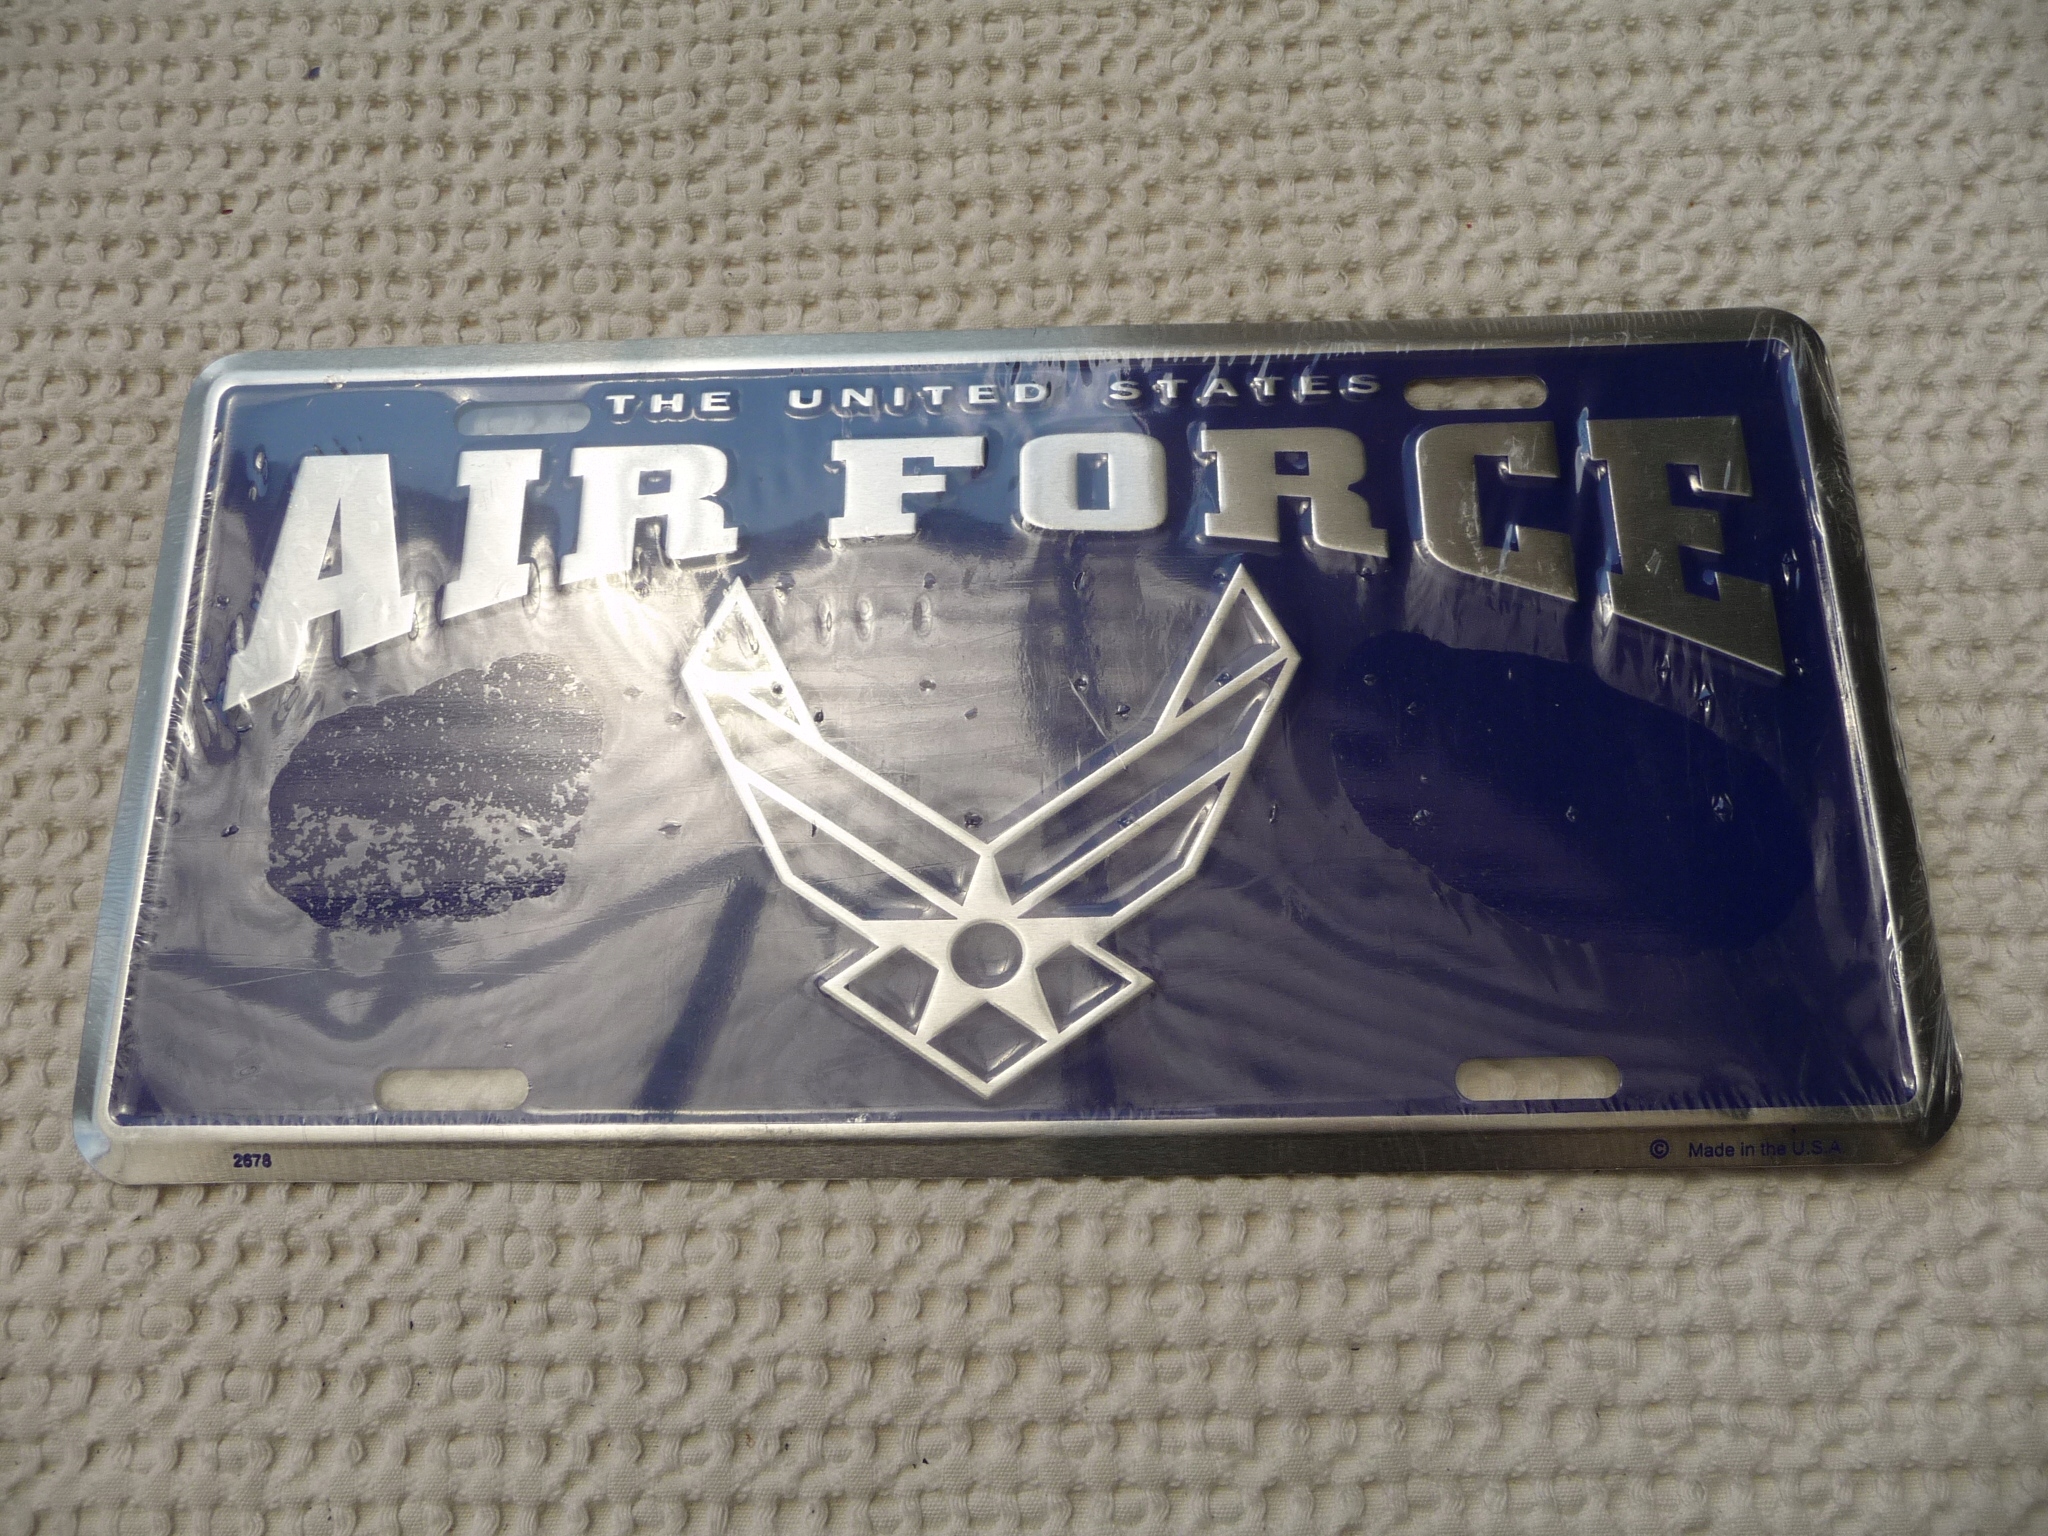 THE UNITED STATES
AIR FORCE
2678
© Made in the U.S.A.